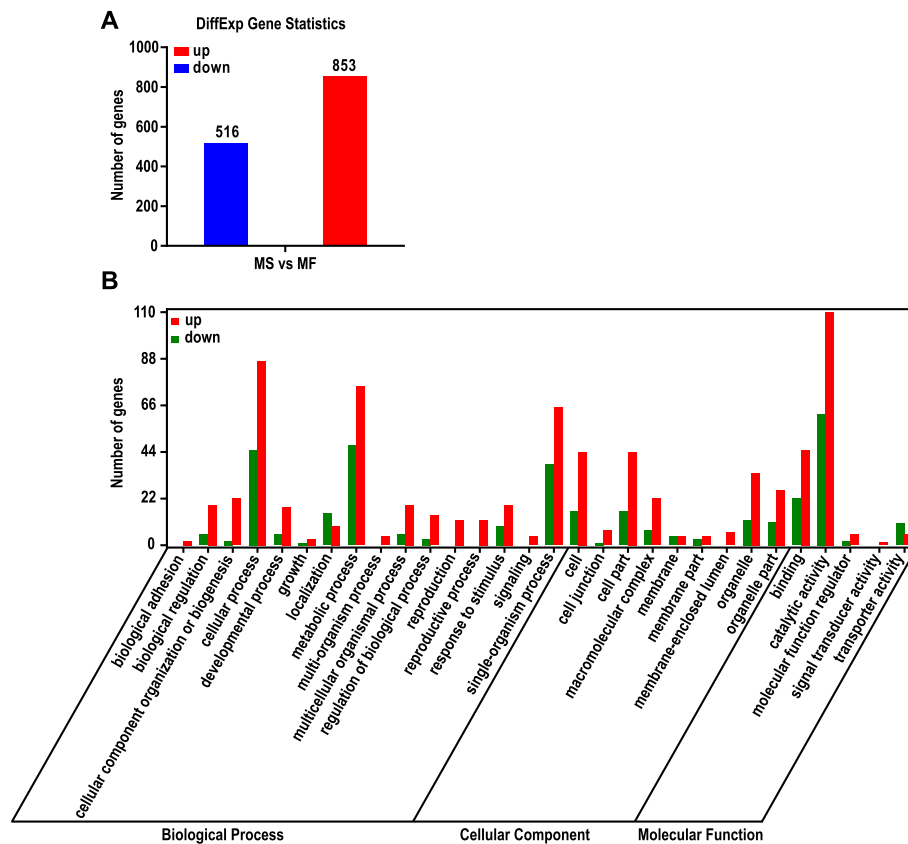 A
DiffExp Gene Statistics
up
down
Number of genes
1000
800
600
400
200
0
516
853
MS vs MF
B
up
down
Number of genes
110
88
66
44
22
0
biological adhesion
biological regulation
cellular component organization or biogenesis
cellular process
developmental process
growth
localization
metabolic process
multi-organism process
multicellular organismal process
regulation of biological process
reproduction
reproductive process
response to stimulus
signaling
single-organism process
cell
cell junction
cell part
macromolecular complex
membrane
membrane part
membrane-enclosed lumen
organelle
organelle part
binding
catalytic activity
molecular function regulator
signal transducer activity
transporter activity
Biological Process
Cellular Component
Molecular Function